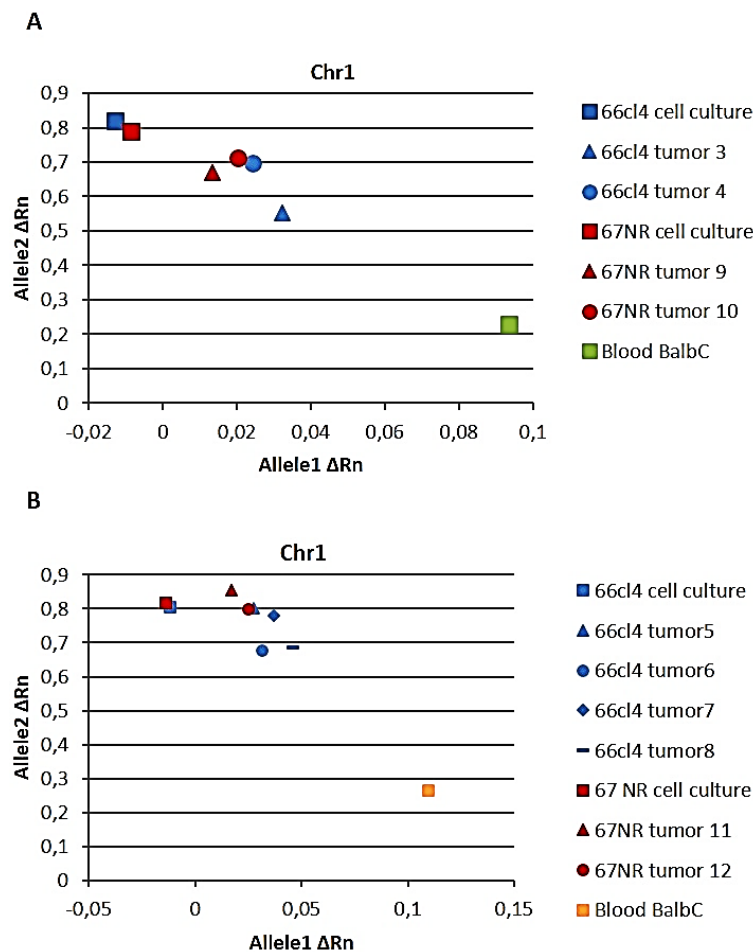 A
Chr1
0,9
0,8
0,7
0,6
0,5
0,4
0,3
0,2
0,1
0
Allele2 ΔRn
-0,02 0 0,02 0,04 0,06 0,08 0,1
Allele1 ΔRn
66cl4 cell culture
66cl4 tumor 3
66cl4 tumor 4
67NR cell culture
67NR tumor 9
67NR tumor 10
Blood BalbC
B
Chr1
0,9
0,8
0,7
0,6
0,5
0,4
0,3
0,2
0,1
0
Allele2 ΔRn
-0,05 0 0,05 0,1 0,15
Allele1 ΔRn
66cl4 cell culture
66cl4 tumor5
66cl4 tumor6
66cl4 tumor7
66cl4 tumor8
67 NR cell culture
67NR tumor 11
67NR tumor 12
Blood BalbC